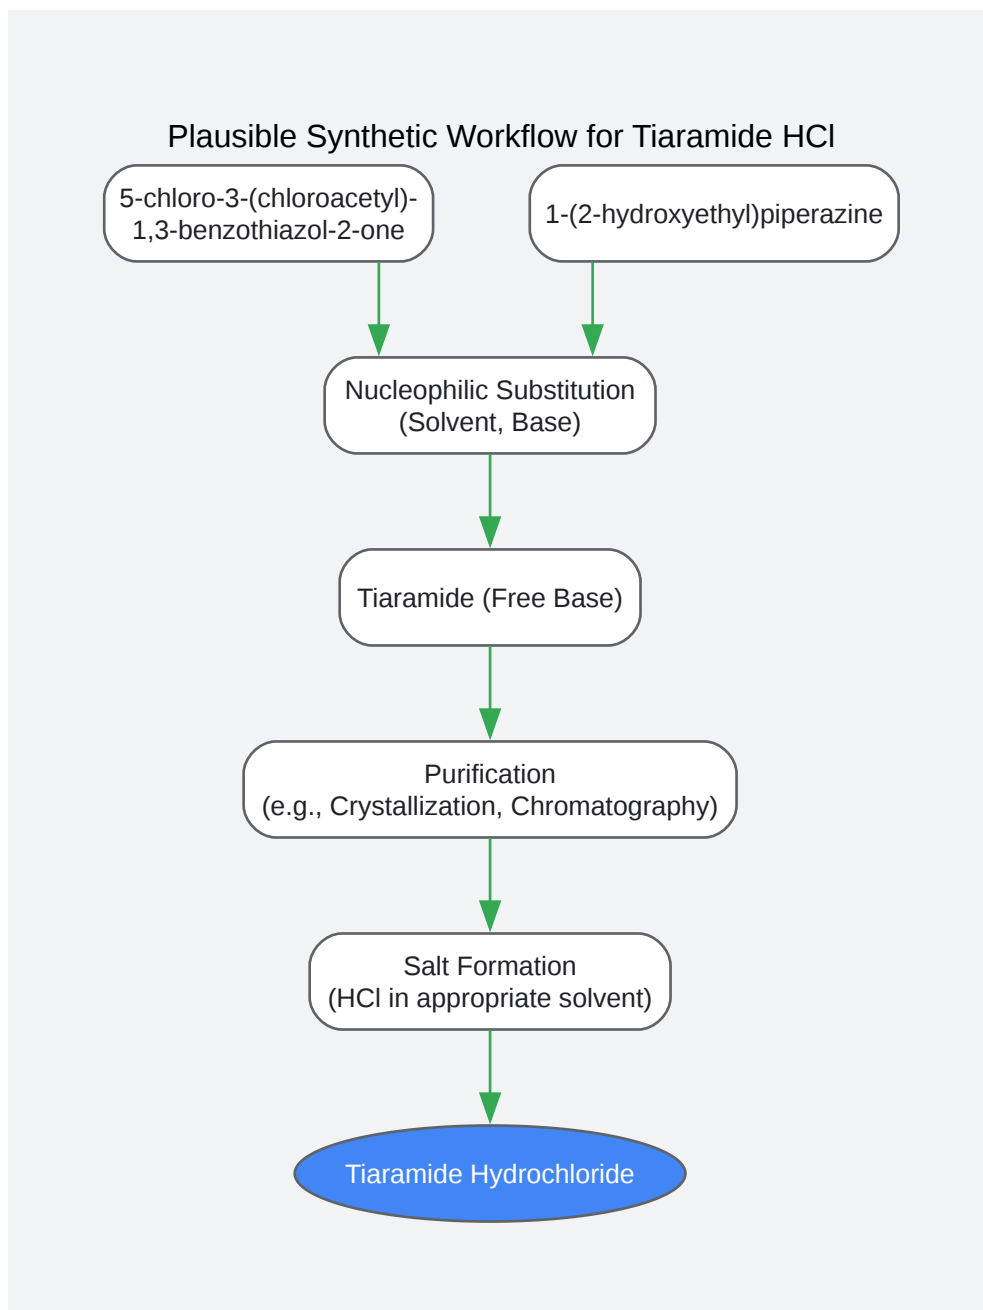 Plausible Synthetic Workflow for Tiaramide HCl
5-chloro-3-(chloroacetyl)-
1,3-benzothiazol-2-one
1-(2-hydroxyethyl)piperazine
Nucleophilic Substitution
(Solvent, Base)
Tiaramide (Free Base)
Purification
(e.g., Crystallization, Chromatography)
Salt Formation
(HCl in appropriate solvent)
Tiaramide Hydrochloride